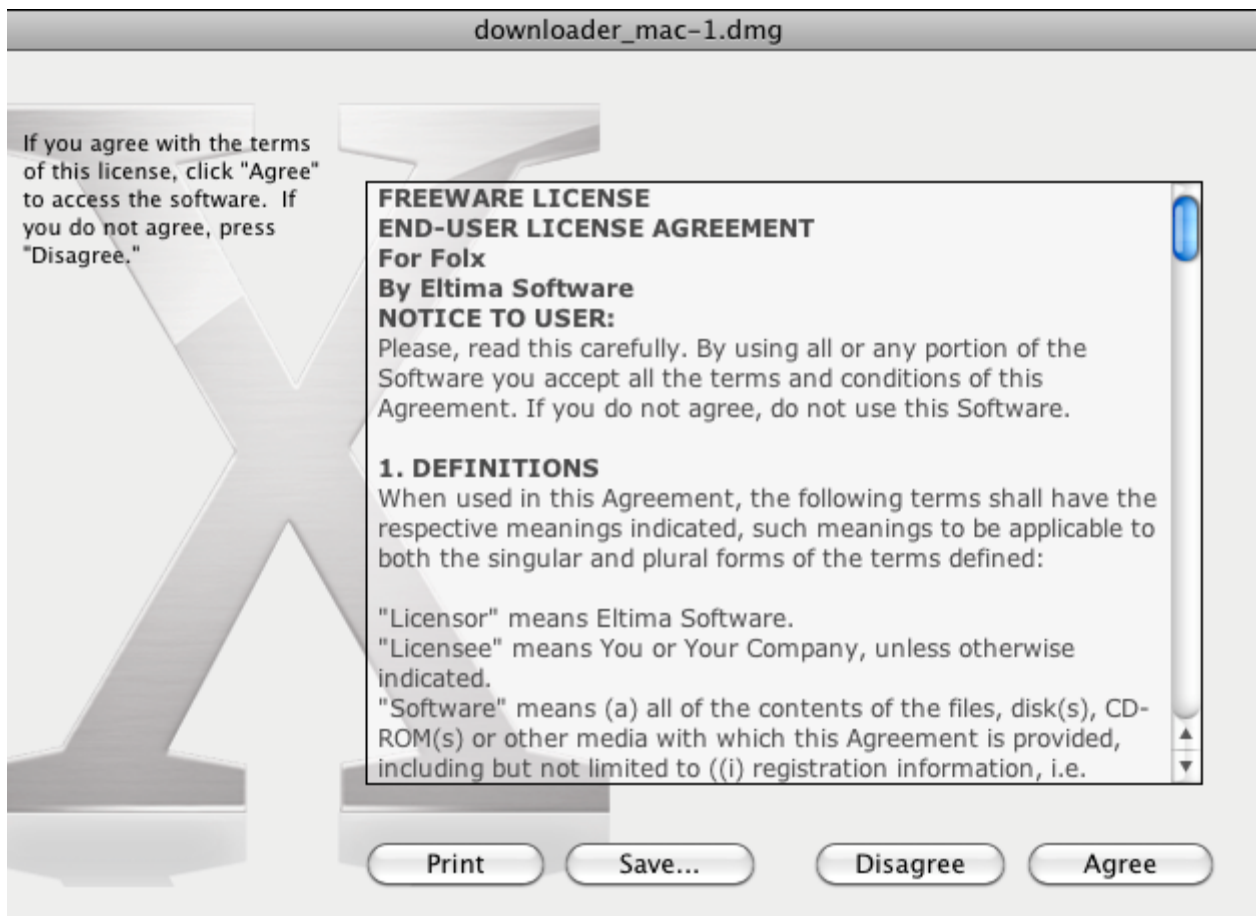 downloader_mac-1.dmg
If you agree with the terms
of this license, click "Agree"
to access the software.  If
you do not agree, press
"Disagree."
FREEWARE LICENSE
END-USER LICENSE AGREEMENT
For Folx
By Eltima Software
NOTICE TO USER:
Please, read this carefully. By using all or any portion of the
Software you accept all the terms and conditions of this
Agreement. If you do not agree, do not use this Software.
1. DEFINITIONS
When used in this Agreement, the following terms shall have the
respective meanings indicated, such meanings to be applicable to
both the singular and plural forms of the terms defined:
"Licensor" means Eltima Software.
"Licensee" means You or Your Company, unless otherwise
indicated.
"Software" means (a) all of the contents of the files, disk(s), CD-
ROM(s) or other media with which this Agreement is provided,
including but not limited to ((i) registration information, i.e.
Print
Save...
Disagree
Agree